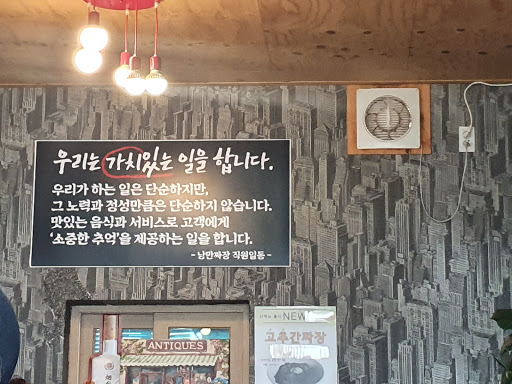 우리는 가치있는 일을 합니다.
우리가 하는 일은 단순하지만,
그 노력과 정성만큼은 단순하지 않습니다.
맛있는 음식과 서비스로 고객에게
'소중한 추억'을 제공하는 일을 합니다.
- 낭만짜장 직원일동 -
NEW
고추간짜장
ANTIQUES